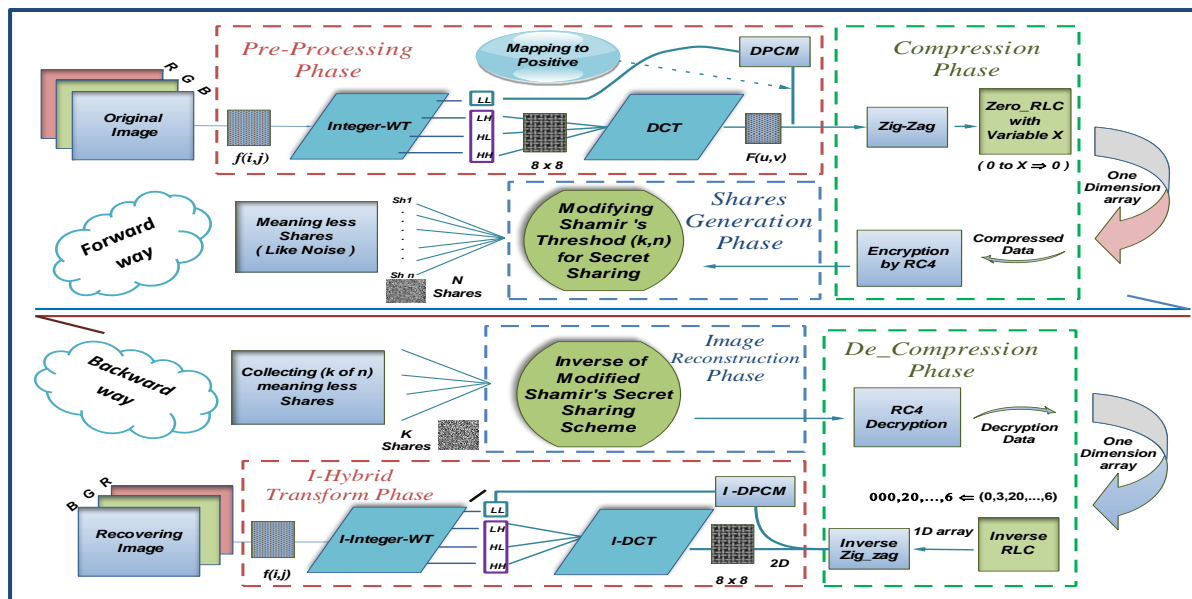 Pre-Processing
Phase
Mapping to
Positive
DPCM
Compression
Phase
R G B
Original
Image
f(i,j)
Integer-WT
LL
LH
HL
HH
8 x 8
DCT
F(u,v)
Zig-Zag
Zero_RLC
with
Variable X
( 0 to X ⇒ 0 )
One
Dimension
array
Forward
way
Meaning less
Shares
( Like Noise )
Sh1
Sh n
N
Shares
Modifying
Shamir 's
Threshod (k,n)
for Secret
Sharing
Shares
Generation
Phase
Encryption
by RC4
Compressed
Data
Backward
way
Collecting (k of n)
meaning less
Shares
K
Shares
Inverse of
Modified
Shamir's Secret
Sharing
Scheme
Image
Reconstruction
Phase
De_Compression
Phase
RC4
Decryption
Decryption
Data
One
Dimension
array
I-Hybrid
Transform Phase
B G R
Recovering
Image
f(i,j)
I-Integer-WT
LL
LH
HL
HH
I-DCT
I -DPCM
8 x 8
2D
Inverse
Zig_zag
1D array
Inverse
RLC
000,20,...,6 ⇐ (0,3,20,...,6)